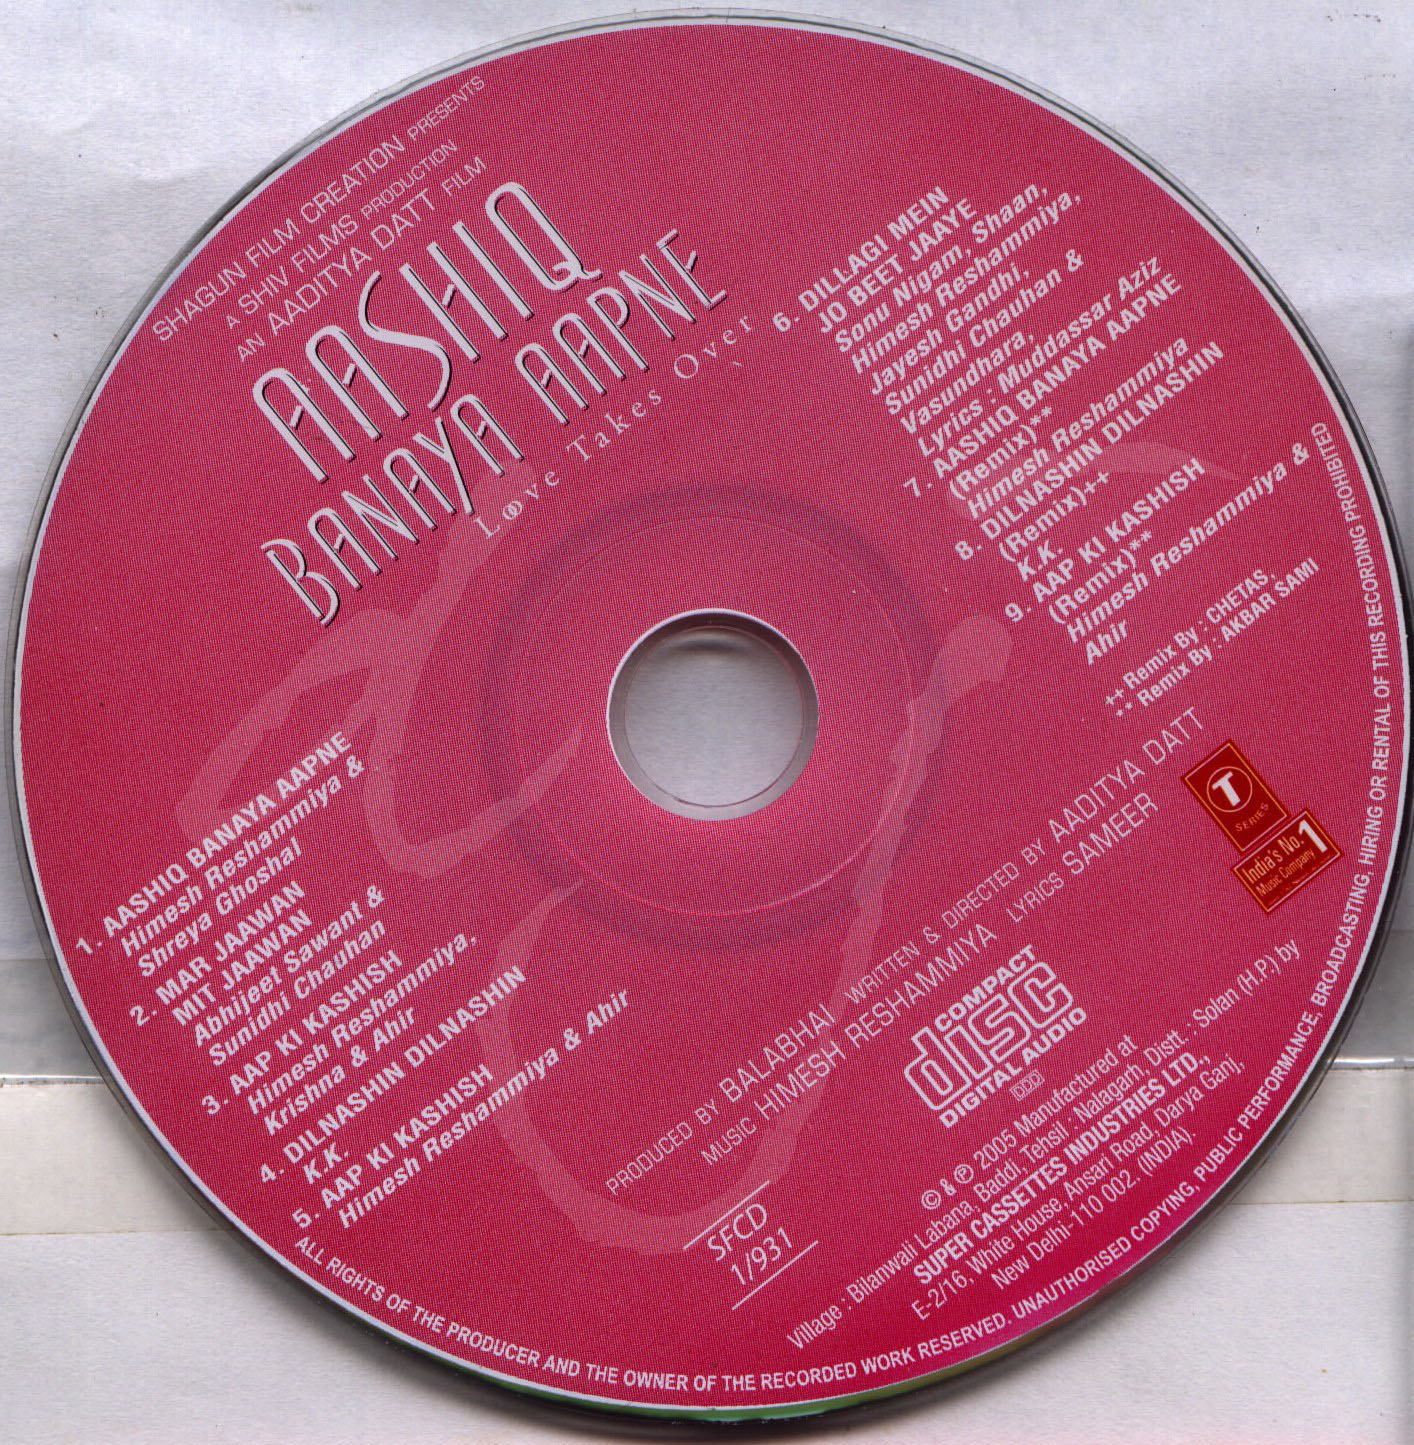 SHAGUN FILM CREATION PRESENTS
A SHIV FILMS PRODUCTION
AN AADITYA DATT FILM
AASHIQ
BANAYA AAPNE
Love Takes Over
1. AASHIQ BANAYA AAPNE
Himesh Reshammiya &
Shreya Ghoshal
2. MAR JAAWAN
MIT JAAWAN
Abhijeet Sawant &
Sunidhi Chauhan
3. AAP KI KASHISH
Himesh Reshammiya,
Krishna & Ahir
4. DILNASHIN DILNASHIN
K.K.
5. AAP KI KASHISH
Himesh Reshammiya & Ahir
6. DILLAGI MEIN
JO BEET JAAYE
Sonu Nigam, Shaan,
Himesh Reshammiya,
Jayesh Gandhi,
Sunidhi Chauhan &
Vasundhara,
Lyrics : Muddassar Aziz
7. AASHIQ BANAYA AAPNE
(Remix)**
Himesh Reshammiya
8. DILNASHIN DILNASHIN
(Remix)++
K.K.
9. AAP KI KASHISH
(Remix)**
Himesh Reshammiya &
Ahir
++ Remix By : CHETAS,
** Remix By : AKBAR SAMI
PRODUCED BY BALABHAI WRITTEN & DIRECTED BY AADITYA DATT
MUSIC HIMESH RESHAMMIYA LYRICS SAMEER
T
SERIES
India's No. 1
Music Company
COMPACT
disc
DIGITAL AUDIO
DDD
SFCD
1/931
© & ℗ 2005 Manufactured at
Village : Bilanwali Labana, Baddi, Tehsil : Nalagarh, Distt. : Solan (H.P.) by
SUPER CASSETTES INDUSTRIES LTD.,
E-2/16, White House, Ansari Road, Darya Ganj,
New Delhi-110 002. (INDIA).
ALL RIGHTS OF THE PRODUCER AND THE OWNER OF THE RECORDED WORK RESERVED. UNAUTHORISED COPYING, PUBLIC PERFORMANCE, BROADCASTING, HIRING OR RENTAL OF THIS RECORDING PROHIBITED